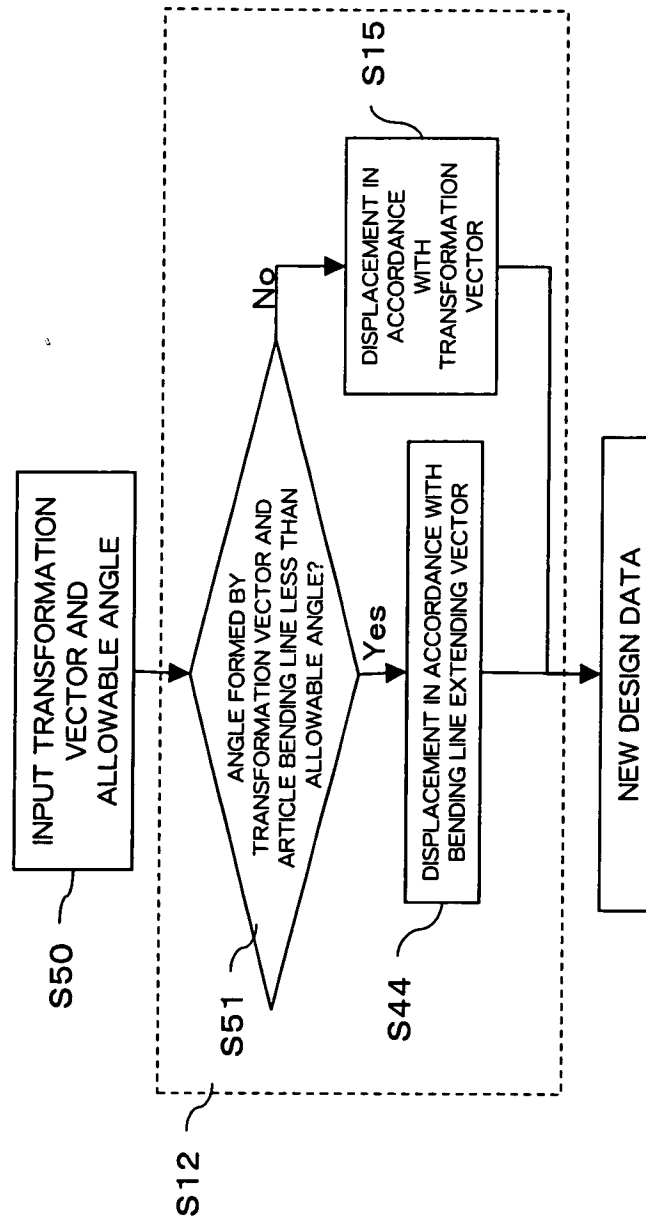 INPUT TRANSFORMATION
VECTOR AND
ALLOWABLE ANGLE
S50
S12
ANGLE FORMED BY
TRANSFORMATION VECTOR AND
ARTICLE BENDING LINE LESS THAN
ALLOWABLE ANGLE?
S51
No
Yes
DISPLACEMENT IN
ACCORDANCE
WITH
TRANSFORMATION
VECTOR
S15
DISPLACEMENT IN ACCORDANCE WITH
BENDING LINE EXTENDING VECTOR
S44
NEW DESIGN DATA